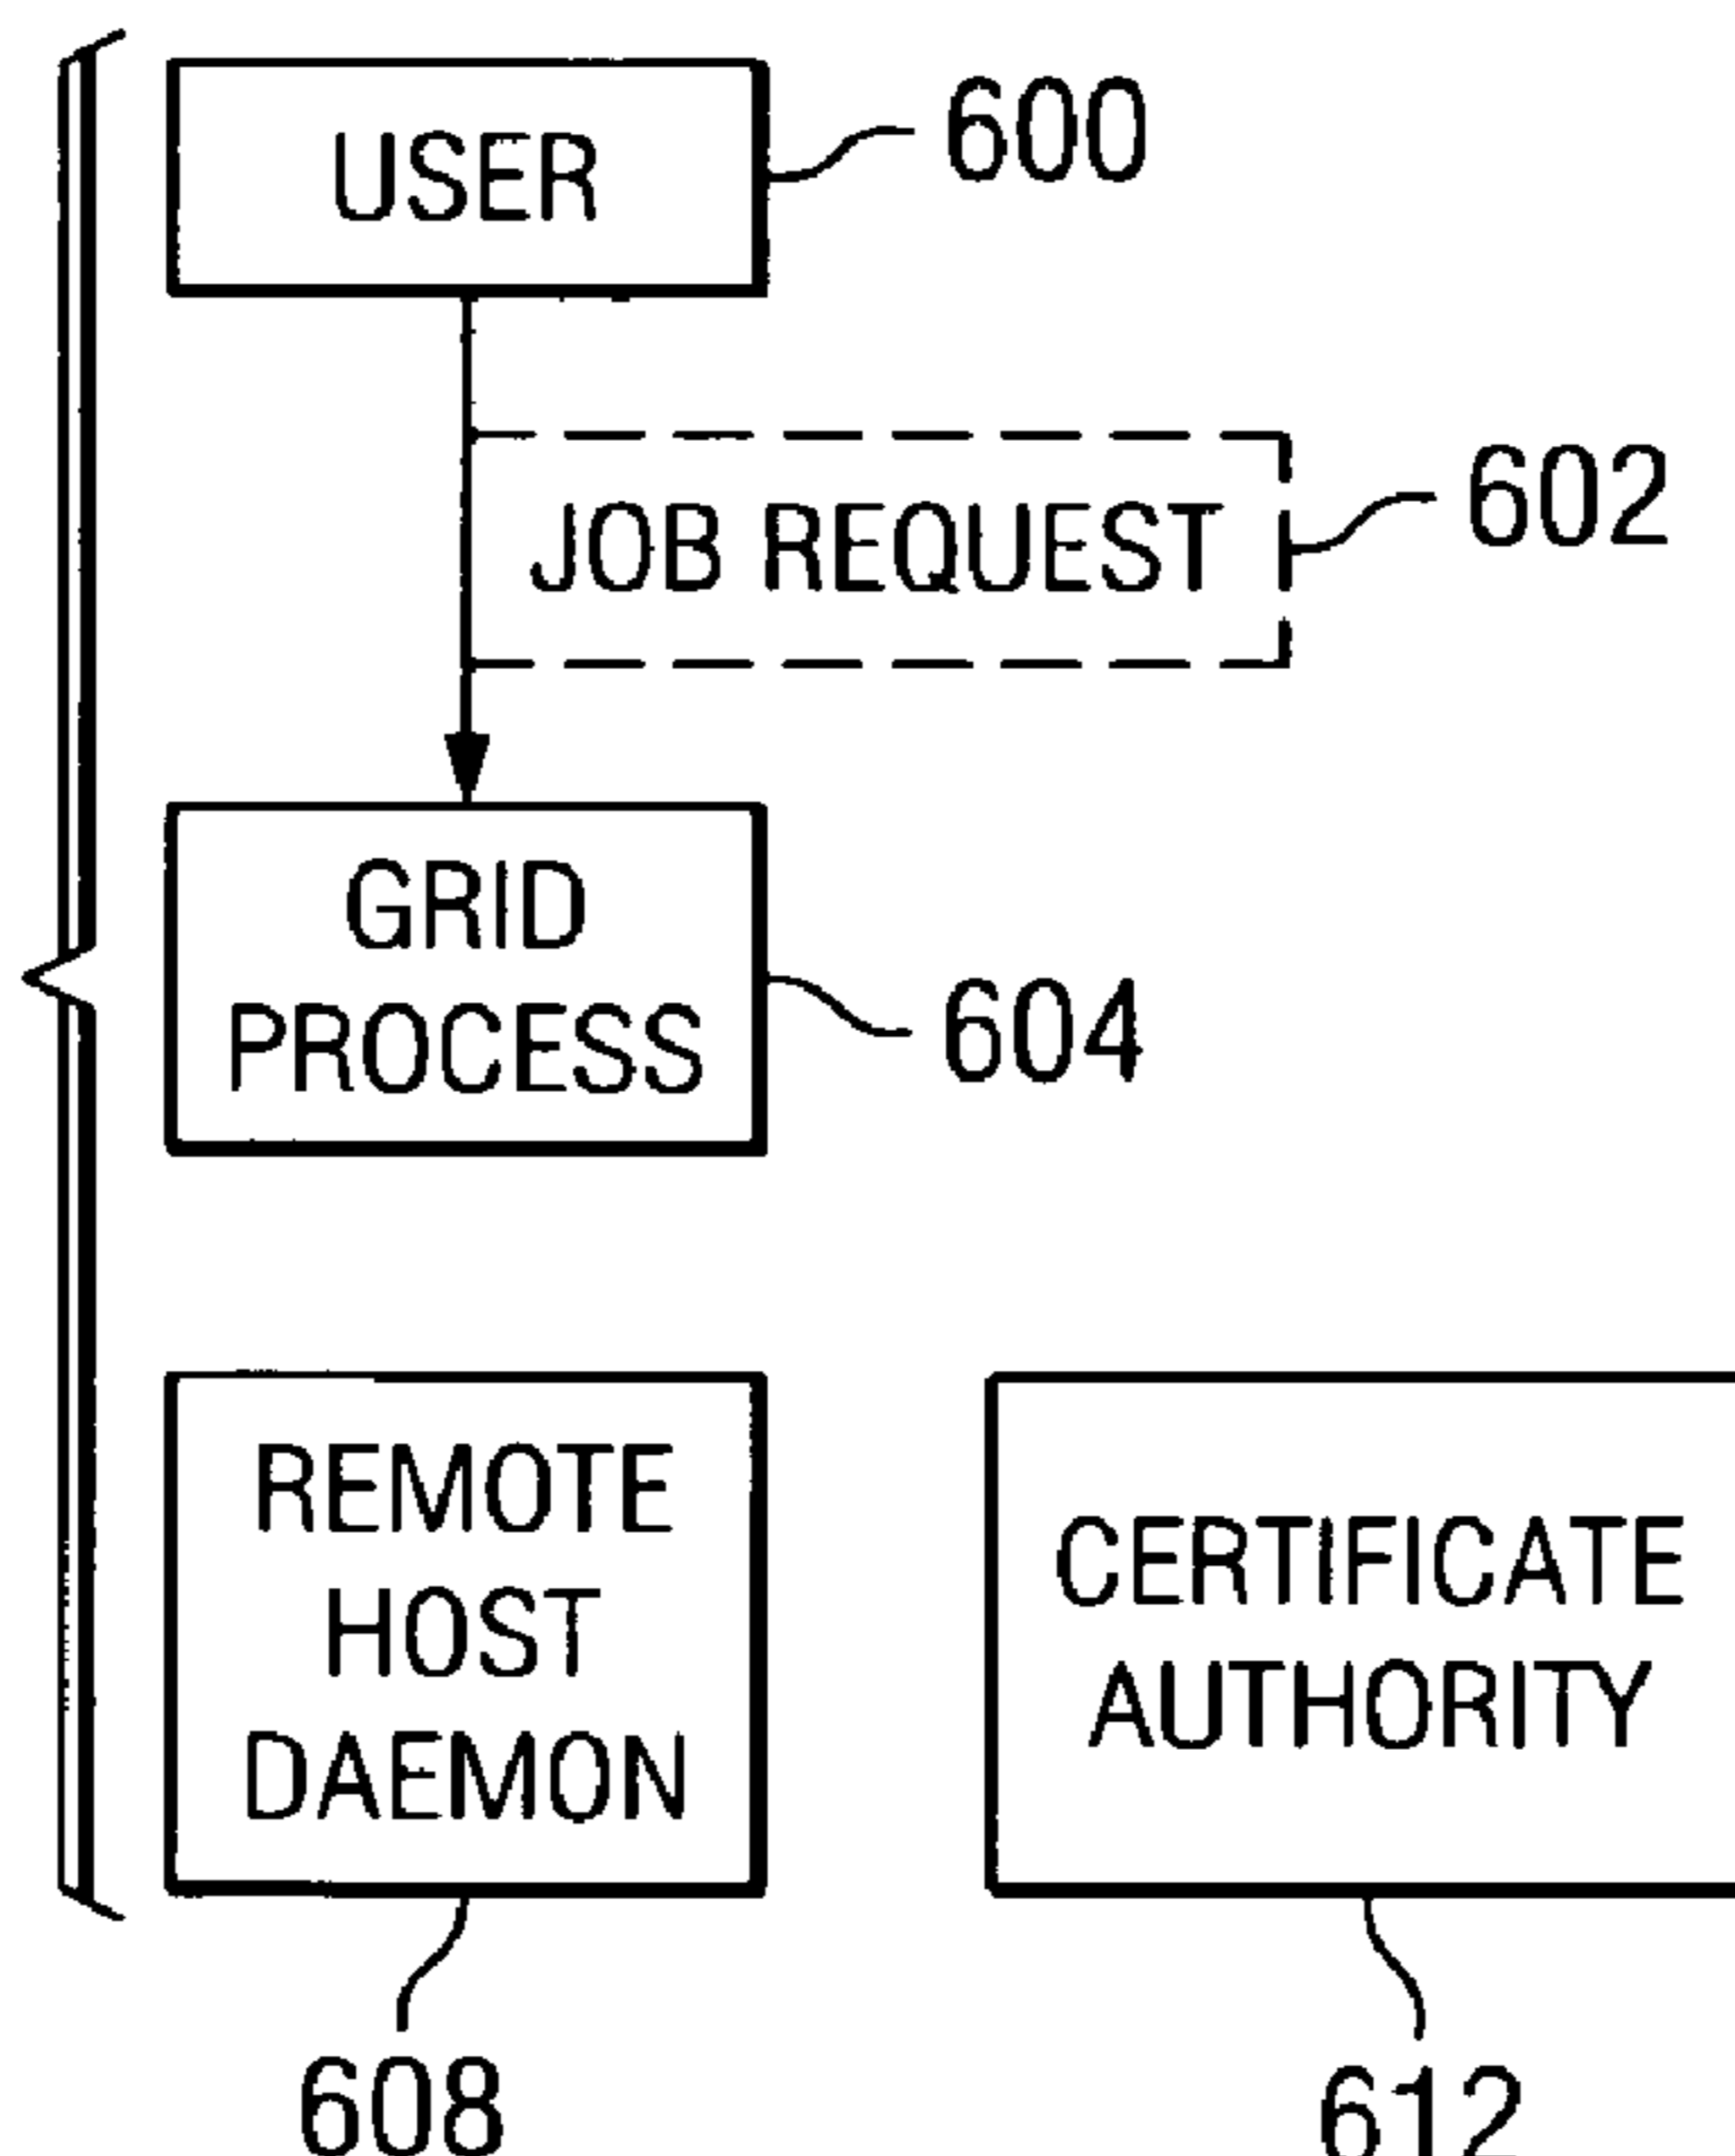 USER
600
JOB REQUEST
602
GRID
PROCESS
604
REMOTE
HOST
DAEMON
CERTIFICATE
AUTHORITY
608
612